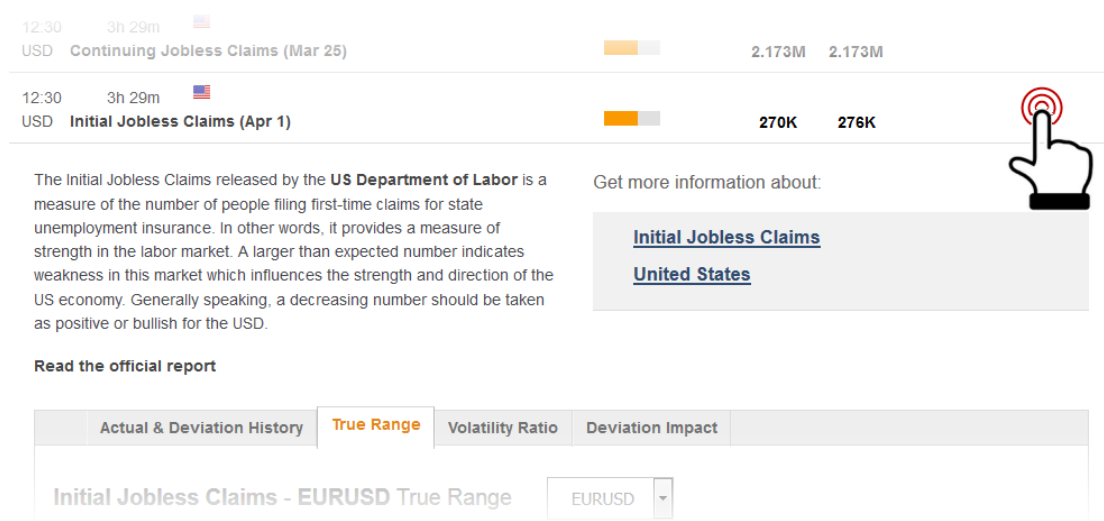 12:30 3h 29m
USD Continuing Jobless Claims (Mar 25) 2.173M 2.173M
12:30 3h 29m
USD Initial Jobless Claims (Apr 1) 270K 276K
The Initial Jobless Claims released by the US Department of Labor is a
measure of the number of people filing first-time claims for state
unemployment insurance. In other words, it provides a measure of
strength in the labor market. A larger than expected number indicates
weakness in this market which influences the strength and direction of the
US economy. Generally speaking, a decreasing number should be taken
as positive or bullish for the USD.
Read the official report
Get more information about:
Initial Jobless Claims
United States
Actual & Deviation History True Range Volatility Ratio Deviation Impact
Initial Jobless Claims - EURUSD True Range EURUSD